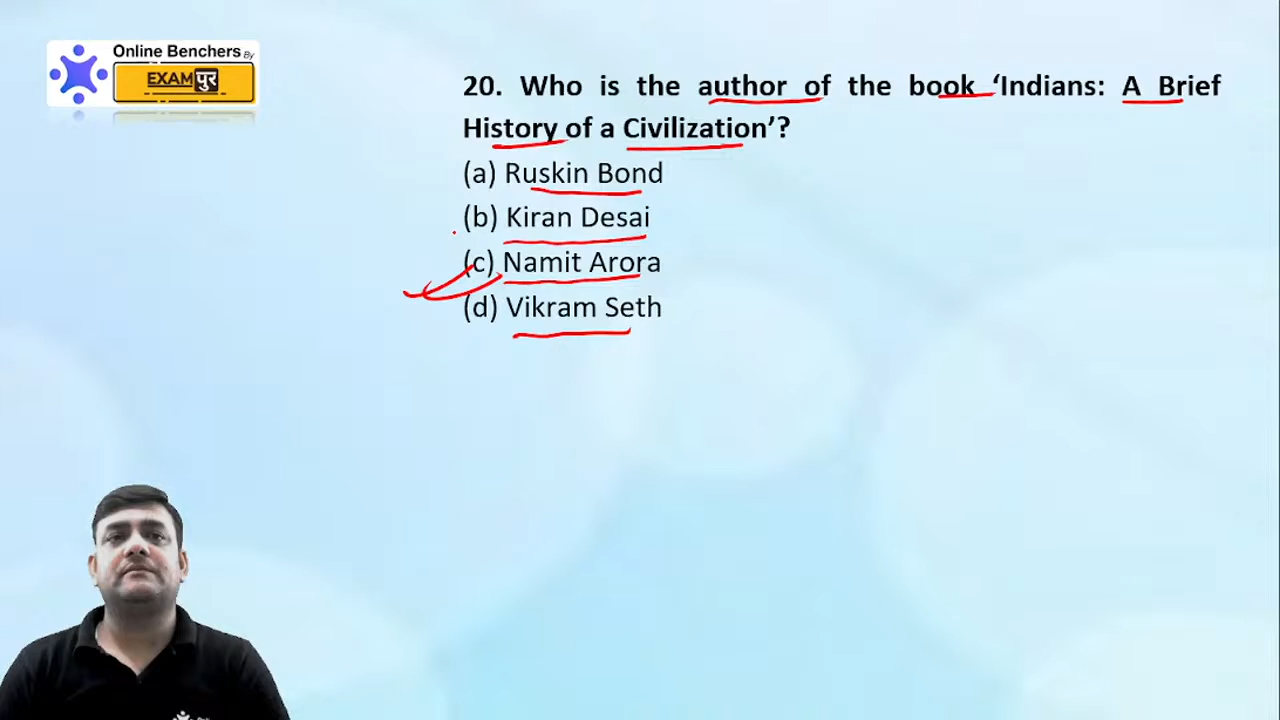 Online Benchers By
EXAM पुर
20. Who is the author of the book ‘Indians: A Brief
History of a Civilization’?
(a) Ruskin Bond
(b) Kiran Desai
(c) Namit Arora
(d) Vikram Seth